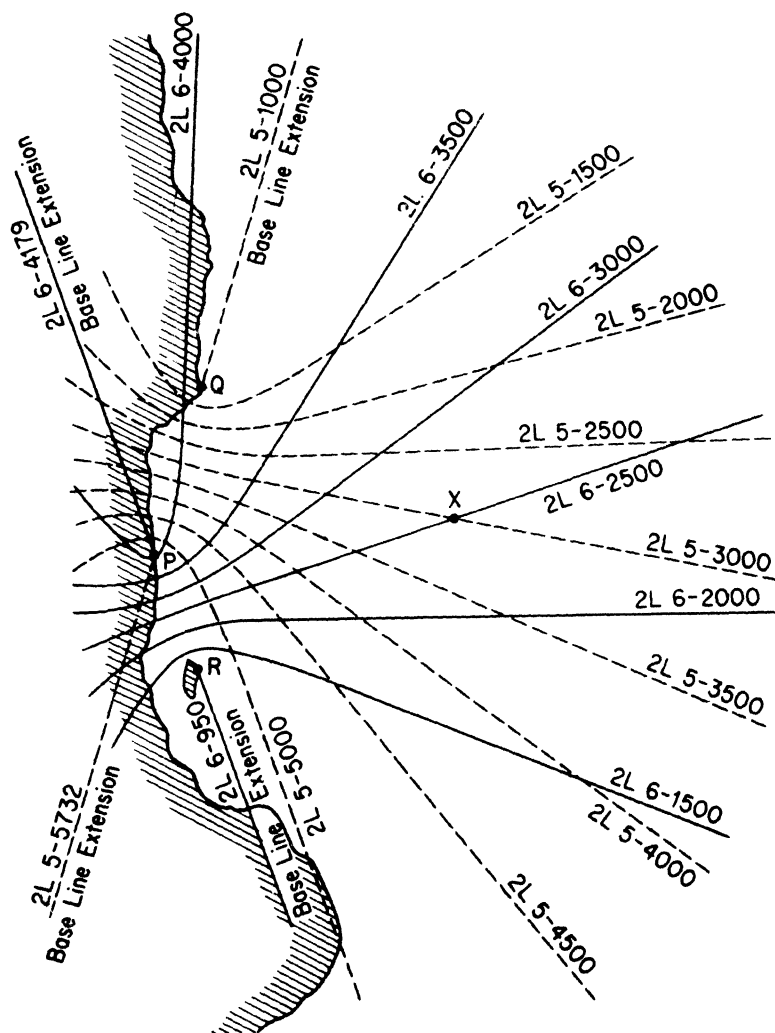 2L 6-4000
2L 5-1000
Base Line Extension
2L 6-3500
2L 5-1500
2L 6-4179
Base Line Extension
2L 6-3000
2L 5-2000
Q
2L 5-2500
2L 6-2500
X
2L 5-3000
P
2L 6-2000
R
2L 5-3500
2L 6-950
Base Line Extension
2L 5-5000
2L 6-1500
2L 5-4000
2L 5-5732
Base Line Extension
2L 5-4500